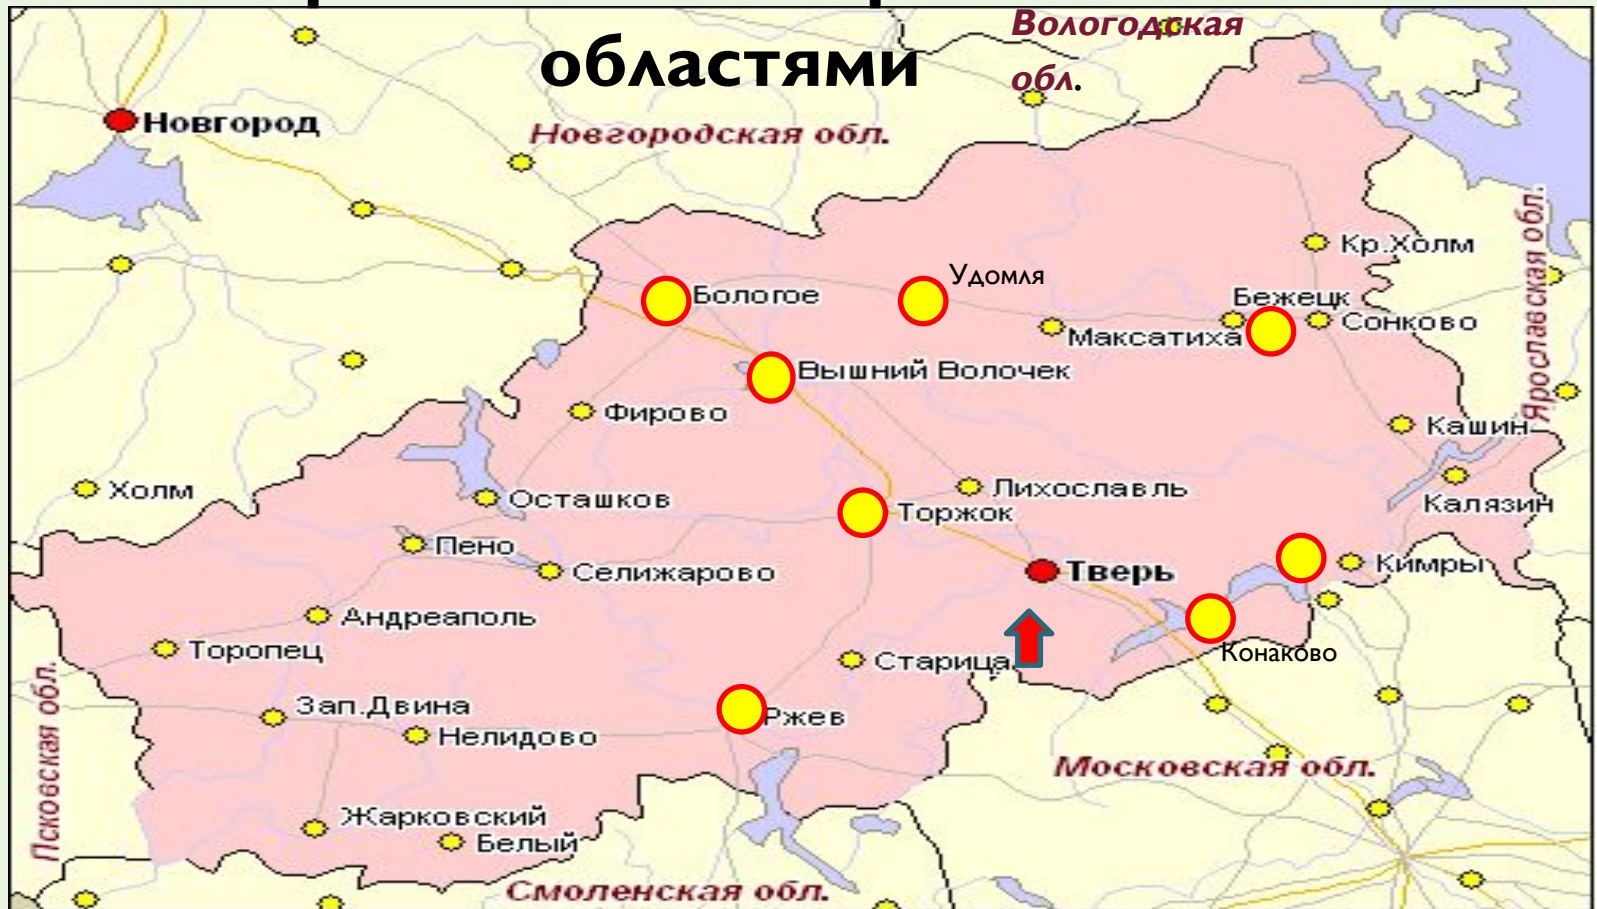 областями
Вологодская
обл.
Новгород
Новгородская обл.
Ярославская обл.
Кр.Холм
Удомля
Бологое
Бежецк
Максатиха
Сонково
Вышний Волочек
Фирово
Кашин
Холм
Осташков
Лихославль
Калязин
Торжок
Пено
Селижарово
Тверь
Кимры
Андреаполь
Торопец
Старица
Конаково
Псковская обл.
Зап.Двина
Ржев
Нелидово
Московская обл.
Жарковский
Белый
Смоленская обл.